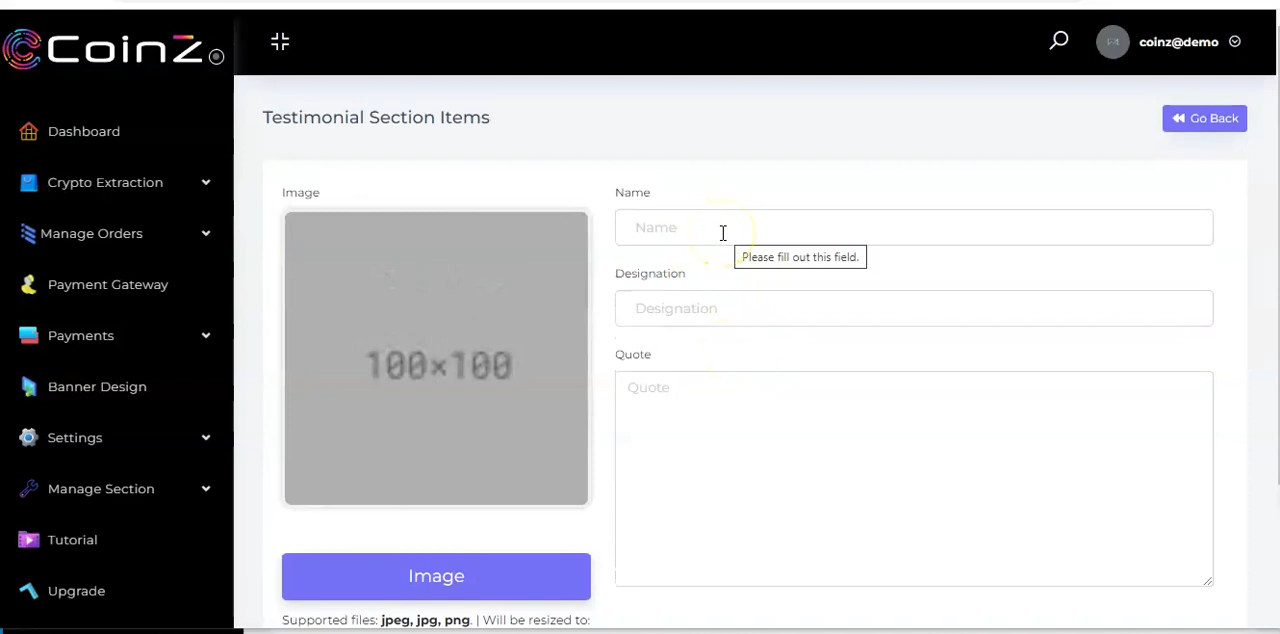 CoinZ
coinz@demo
Dashboard
Crypto Extraction
Manage Orders
Payment Gateway
Payments
Banner Design
Settings
Manage Section
Tutorial
Upgrade
Testimonial Section Items
Go Back
Image
100×100
Image
Supported files: jpeg, jpg, png. | Will be resized to:
Name
Name
Please fill out this field.
Designation
Designation
Quote
Quote